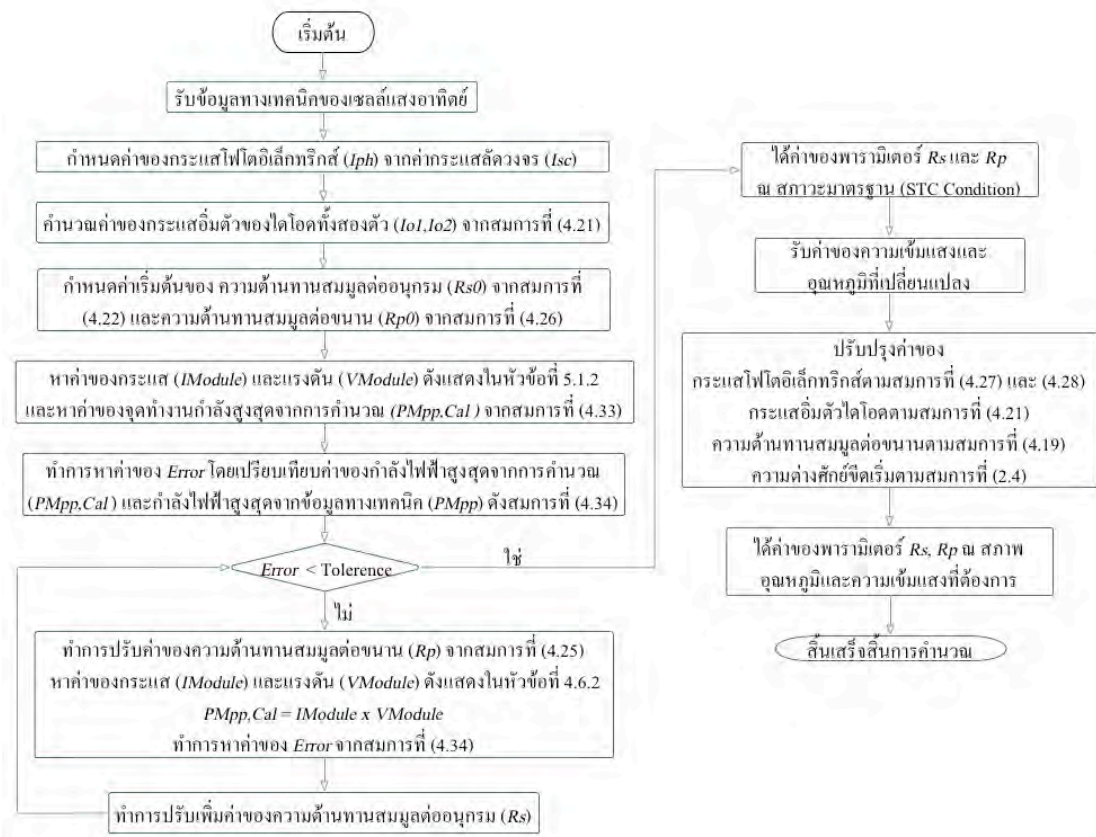 เริ่มต้น
รับข้อมูลทางเทคนิคของเซลล์แสงอาทิตย์
กำหนดค่าของกระแสโฟโตอิเล็กทริกส์ (Iph) จากค่ากระแสลัดวงจร (Isc)
คำนวณค่าของกระแสอิ่มตัวของไดโอดทั้งสองตัว (Io1,Io2) จากสมการที่ (4.21)
กำหนดค่าเริ่มต้นของ ความต้านทานสมมูลต่ออนุกรม (Rs0) จากสมการที่
(4.22) และความต้านทานสมมูลต่อขนาน (Rp0) จากสมการที่ (4.26)
หาค่าของกระแส (IModule) และแรงดัน (VModule) ดังแสดงในหัวข้อที่ 5.1.2
และหาค่าของจุดทำงานกำลังสูงสุดจากการคำนวณ (PMpp,Cal ) จากสมการที่ (4.33)
ทำการหาค่าของ Error โดยเปรียบเทียบค่าของกำลังไฟฟ้าสูงสุดจากการคำนวณ
(PMpp,Cal ) และกำลังไฟฟ้าสูงสุดจากข้อมูลทางเทคนิค (PMpp) ดังสมการที่ (4.34)
Error < Tolerence
ใช่
ไม่
ทำการปรับค่าของความต้านทานสมมูลต่อขนาน (Rp) จากสมการที่ (4.25)
หาค่าของกระแส (IModule) และแรงดัน (VModule) ดังแสดงในหัวข้อที่ 4.6.2
PMpp,Cal = IModule x VModule
ทำการหาค่าของ Error จากสมการที่ (4.34)
ทำการปรับเพิ่มค่าของความต้านทานสมมูลต่ออนุกรม (Rs)
ได้ค่าของพารามิเตอร์ Rs และ Rp
ณ สภาวะมาตรฐาน (STC Condition)
รับค่าของความเข้มแสงและ
อุณหภูมิที่เปลี่ยนแปลง
ปรับปรุงค่าของ
กระแสโฟโตอิเล็กทริกส์ตามสมการที่ (4.27) และ (4.28)
กระแสอิ่มตัวไดโอดตามสมการที่ (4.21)
ความต้านทานสมมูลต่อขนานตามสมการที่ (4.19)
ความต่างศักย์ขีดเริ่มตามสมการที่ (2.4)
ได้ค่าของพารามิเตอร์ Rs, Rp ณ สภาพ
อุณหภูมิและความเข้มแสงที่ต้องการ
สิ้นเสร็จสิ้นการคำนวณ